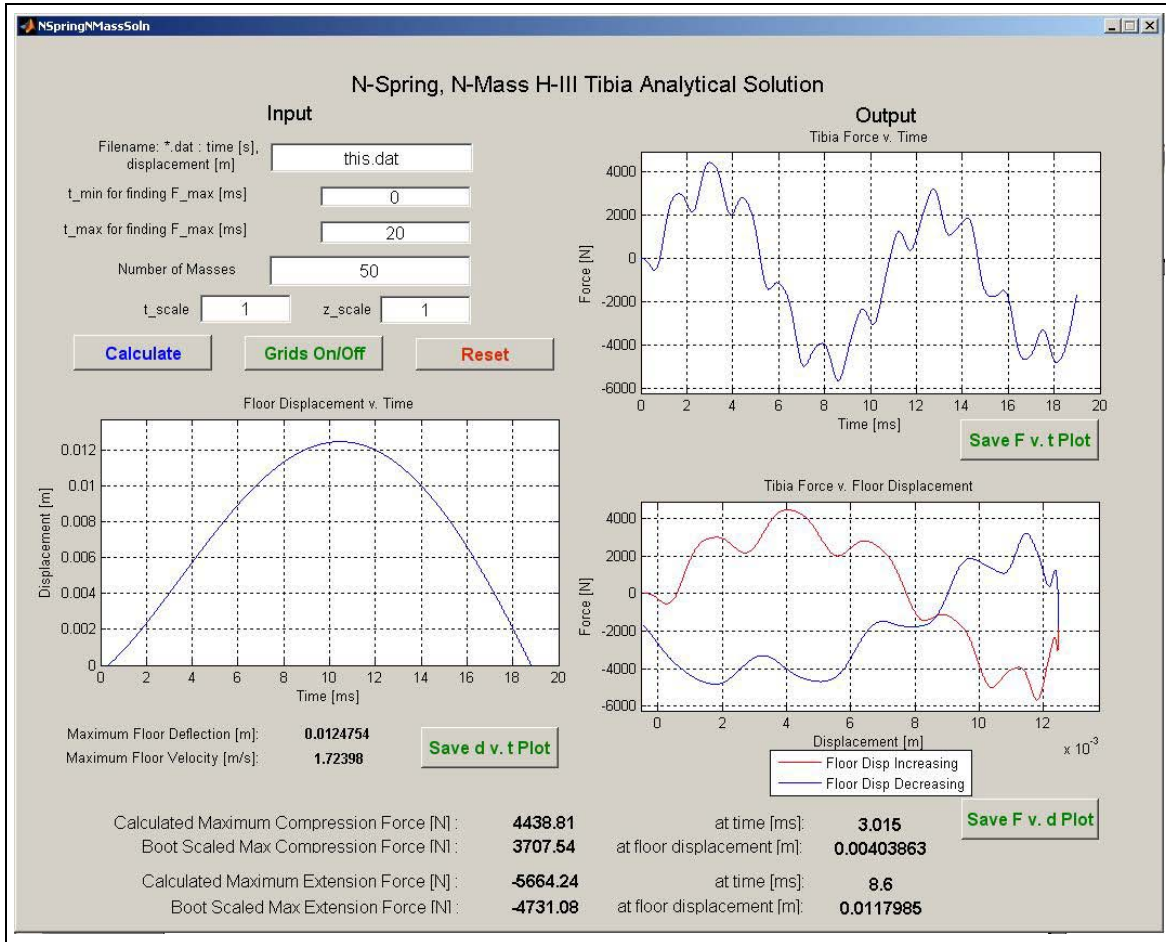 NSpringNMassSoln
N-Spring, N-Mass H-III Tibia Analytical Solution
Input
Filename: *.dat : time [s],
displacement [m]
this.dat
t_min for finding F_max [ms]
0
t_max for finding F_max [ms]
20
Number of Masses
50
t_scale
1
z_scale
1
Calculate
Grids On/Off
Reset
Floor Displacement v. Time
0.012
0.01
0.008
0.006
0.004
0.002
0
Displacement [m]
0 2 4 6 8 10 12 14 16 18 20
Time [ms]
Maximum Floor Deflection [m]: 0.0124754
Maximum Floor Velocity [m/s]: 1.72398
Save d v. t Plot
Output
Tibia Force v. Time
4000
2000
0
-2000
-4000
-6000
Force [N]
0 2 4 6 8 10 12 14 16 18 20
Time [ms]
Save F v. t Plot
Tibia Force v. Floor Displacement
4000
2000
0
-2000
-4000
-6000
Force [N]
0 2 4 6 8 10 12
Displacement [m]
x 10-3
Floor Disp Increasing
Floor Disp Decreasing
Save F v. d Plot
Calculated Maximum Compression Force [N] : 4438.81 at time [ms]: 3.015
Boot Scaled Max Compression Force [N] : 3707.54 at floor displacement [m]: 0.00403863
Calculated Maximum Extension Force [N] : -5664.24 at time [ms]: 8.6
Boot Scaled Max Extension Force [N] : -4731.08 at floor displacement [m]: 0.0117985